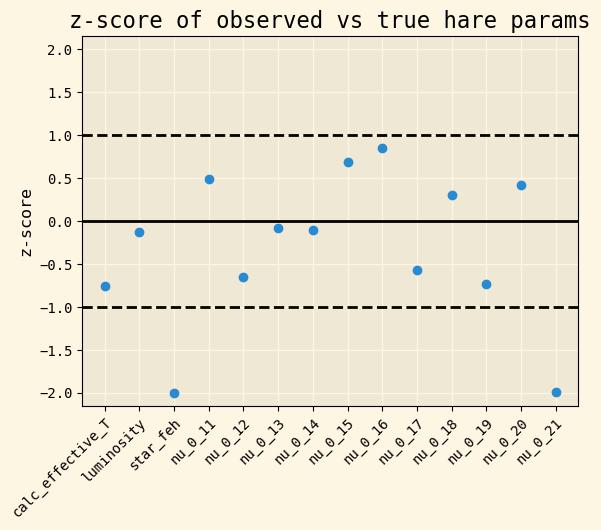 z-score of observed vs true hare params
z-score
2.0
1.5
1.0
0.5
0.0
−0.5
−1.0
−1.5
−2.0
calc_effective_T
luminosity
star_feh
nu_0_11
nu_0_12
nu_0_13
nu_0_14
nu_0_15
nu_0_16
nu_0_17
nu_0_18
nu_0_19
nu_0_20
nu_0_21